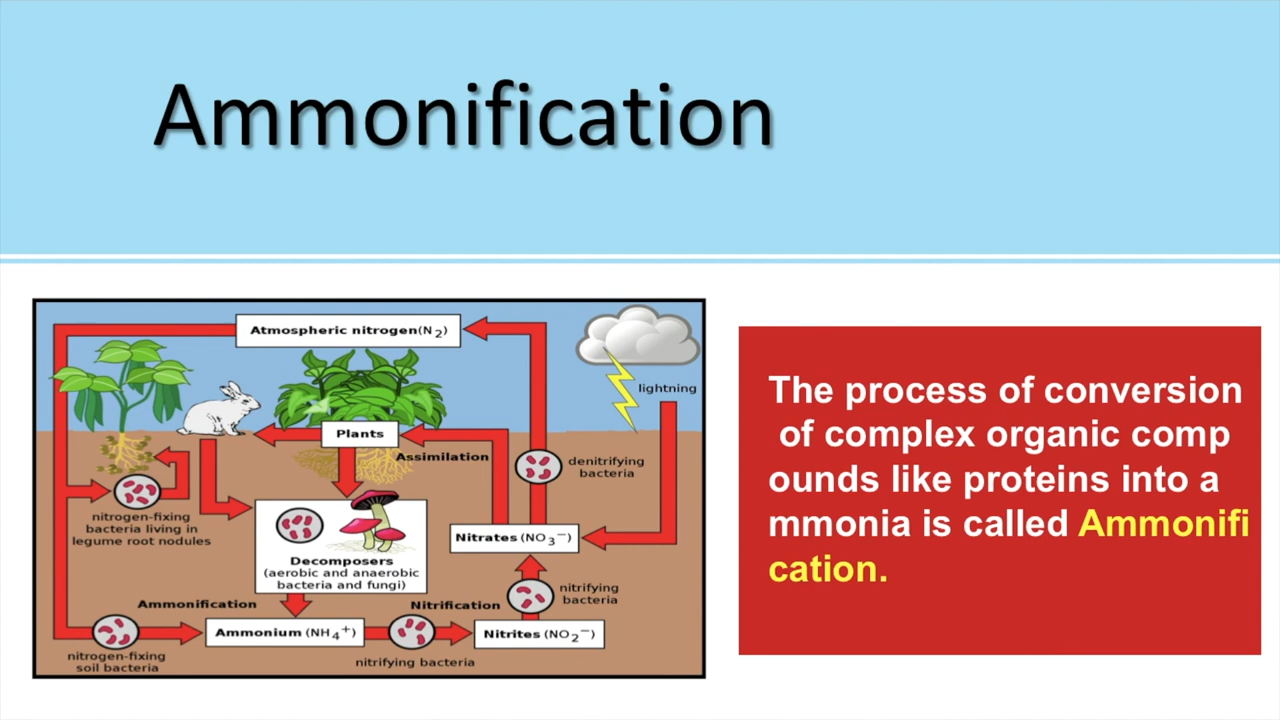 Ammonification
Atmospheric nitrogen(N2)
lightning
Plants
Assimilation
denitrifying
bacteria
nitrogen-fixing
bacteria living in
legume root nodules
Nitrates (NO3−)
Decomposers
(aerobic and anaerobic
bacteria and fungi)
nitrifying
bacteria
Ammonification
Nitrification
Ammonium (NH4+)
Nitrites (NO2−)
nitrogen-fixing
soil bacteria
nitrifying bacteria
The process of conversion
of complex organic comp
ounds like proteins into a
mmonia is called Ammonifi
cation.